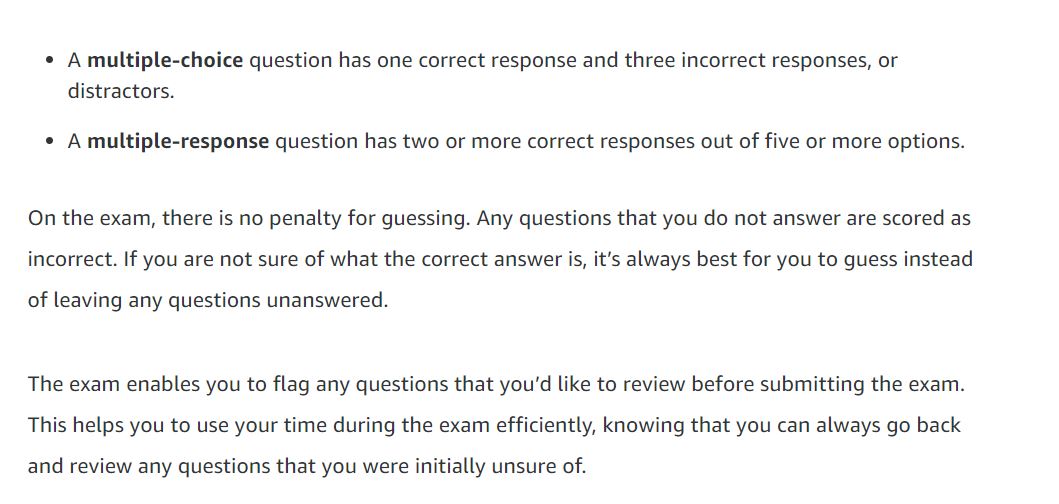 • A multiple-choice question has one correct response and three incorrect responses, or
distractors.
• A multiple-response question has two or more correct responses out of five or more options.
On the exam, there is no penalty for guessing. Any questions that you do not answer are scored as
incorrect. If you are not sure of what the correct answer is, it’s always best for you to guess instead
of leaving any questions unanswered.
The exam enables you to flag any questions that you’d like to review before submitting the exam.
This helps you to use your time during the exam efficiently, knowing that you can always go back
and review any questions that you were initially unsure of.